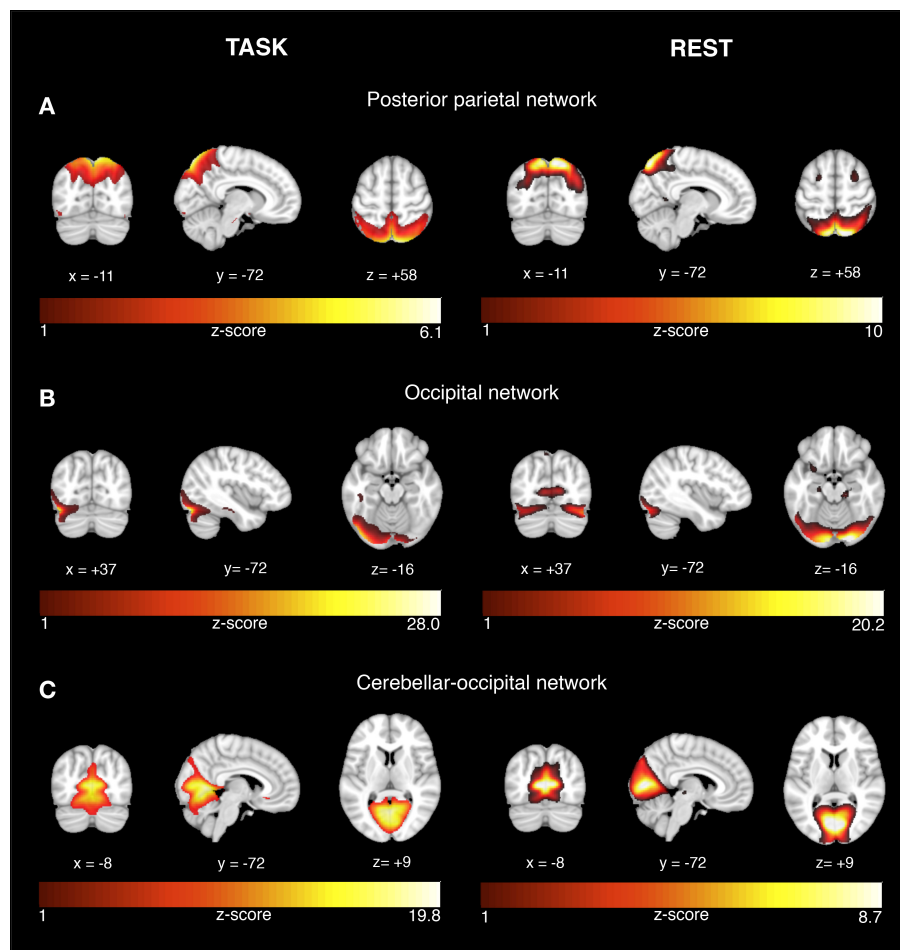 TASK REST
A Posterior parietal network
x = -11 y = -72 z = +58 x = -11 y = -72 z = +58
1 z-score 6.1 1 z-score 10
B Occipital network
x = +37 y= -72 z= -16 x = +37 y= -72 z= -16
1 z-score 28.0 1 z-score 20.2
C Cerebellar-occipital network
x = -8 y = -72 z= +9 x = -8 y = -72 z= +9
1 z-score 19.8 1 z-score 8.7